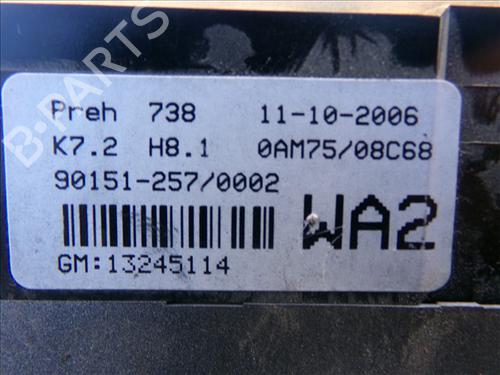 B-PARTS
Preh 738 11-10-2006
K7.2 H8.1 0AM75/08C68
90151-257/0002
WA2
GM:13245114